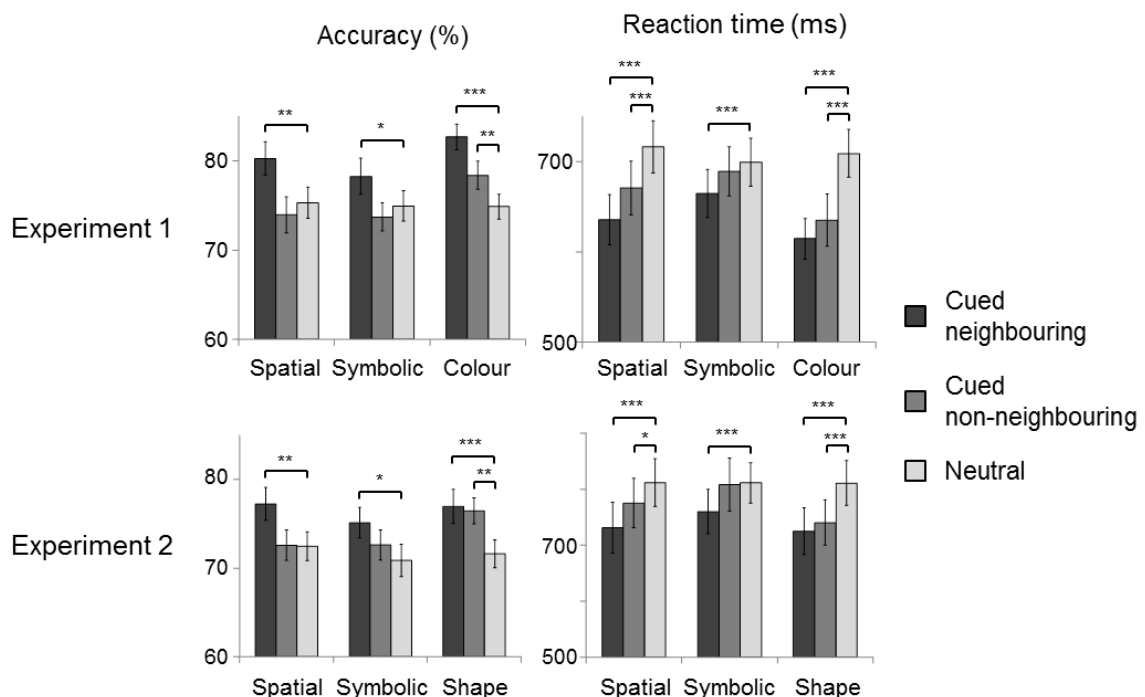 Accuracy (%)
Reaction time (ms)
Experiment 1
80
70
60
** * *** **
Spatial Symbolic Colour
700
500
*** *** *** *** ***
Spatial Symbolic Colour
Cued
neighbouring
Cued
non-neighbouring
Neutral
Experiment 2
80
70
60
** * *** **
Spatial Symbolic Shape
700
500
*** * *** *** ***
Spatial Symbolic Shape